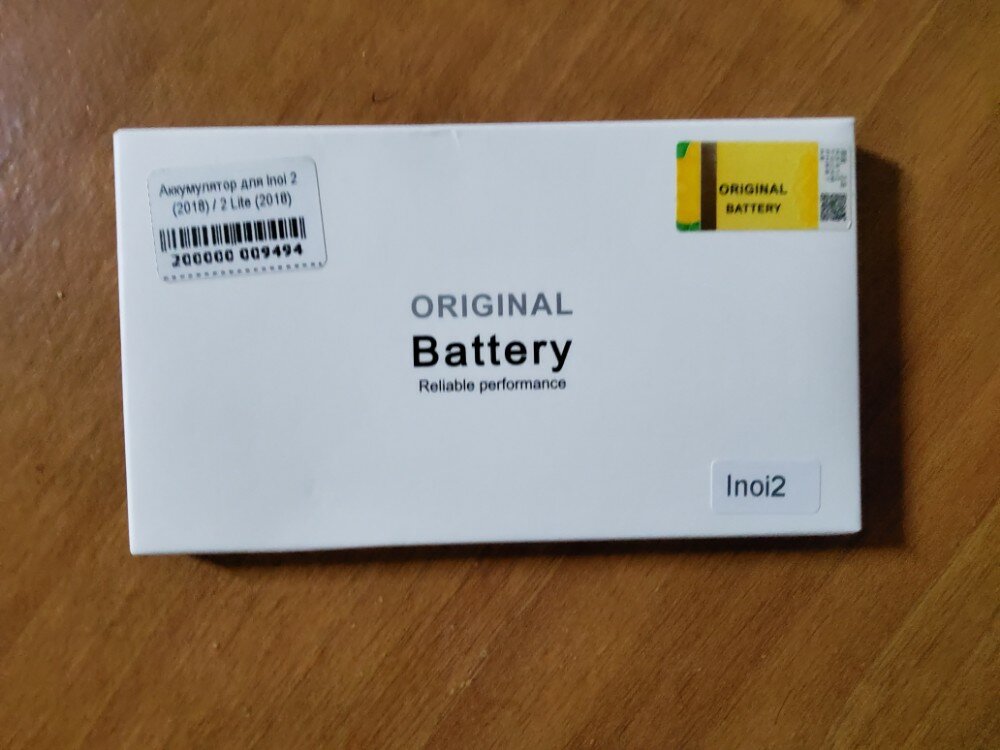 Аккумулятор для Inoi 2
(2018) / 2 Lite (2018)
200000 009494
ORIGINAL
BATTERY
ORIGINAL
Battery
Reliable performance
Inoi2